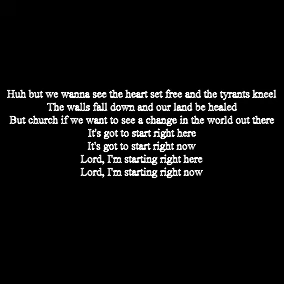 Huh but we wanna see the heart set free and the tyrants kneel
The walls fall down and our land be healed
But church if we want to see a change in the world out there
It's got to start right here
It's got to start right now
Lord, I'm starting right here
Lord, I'm starting right now